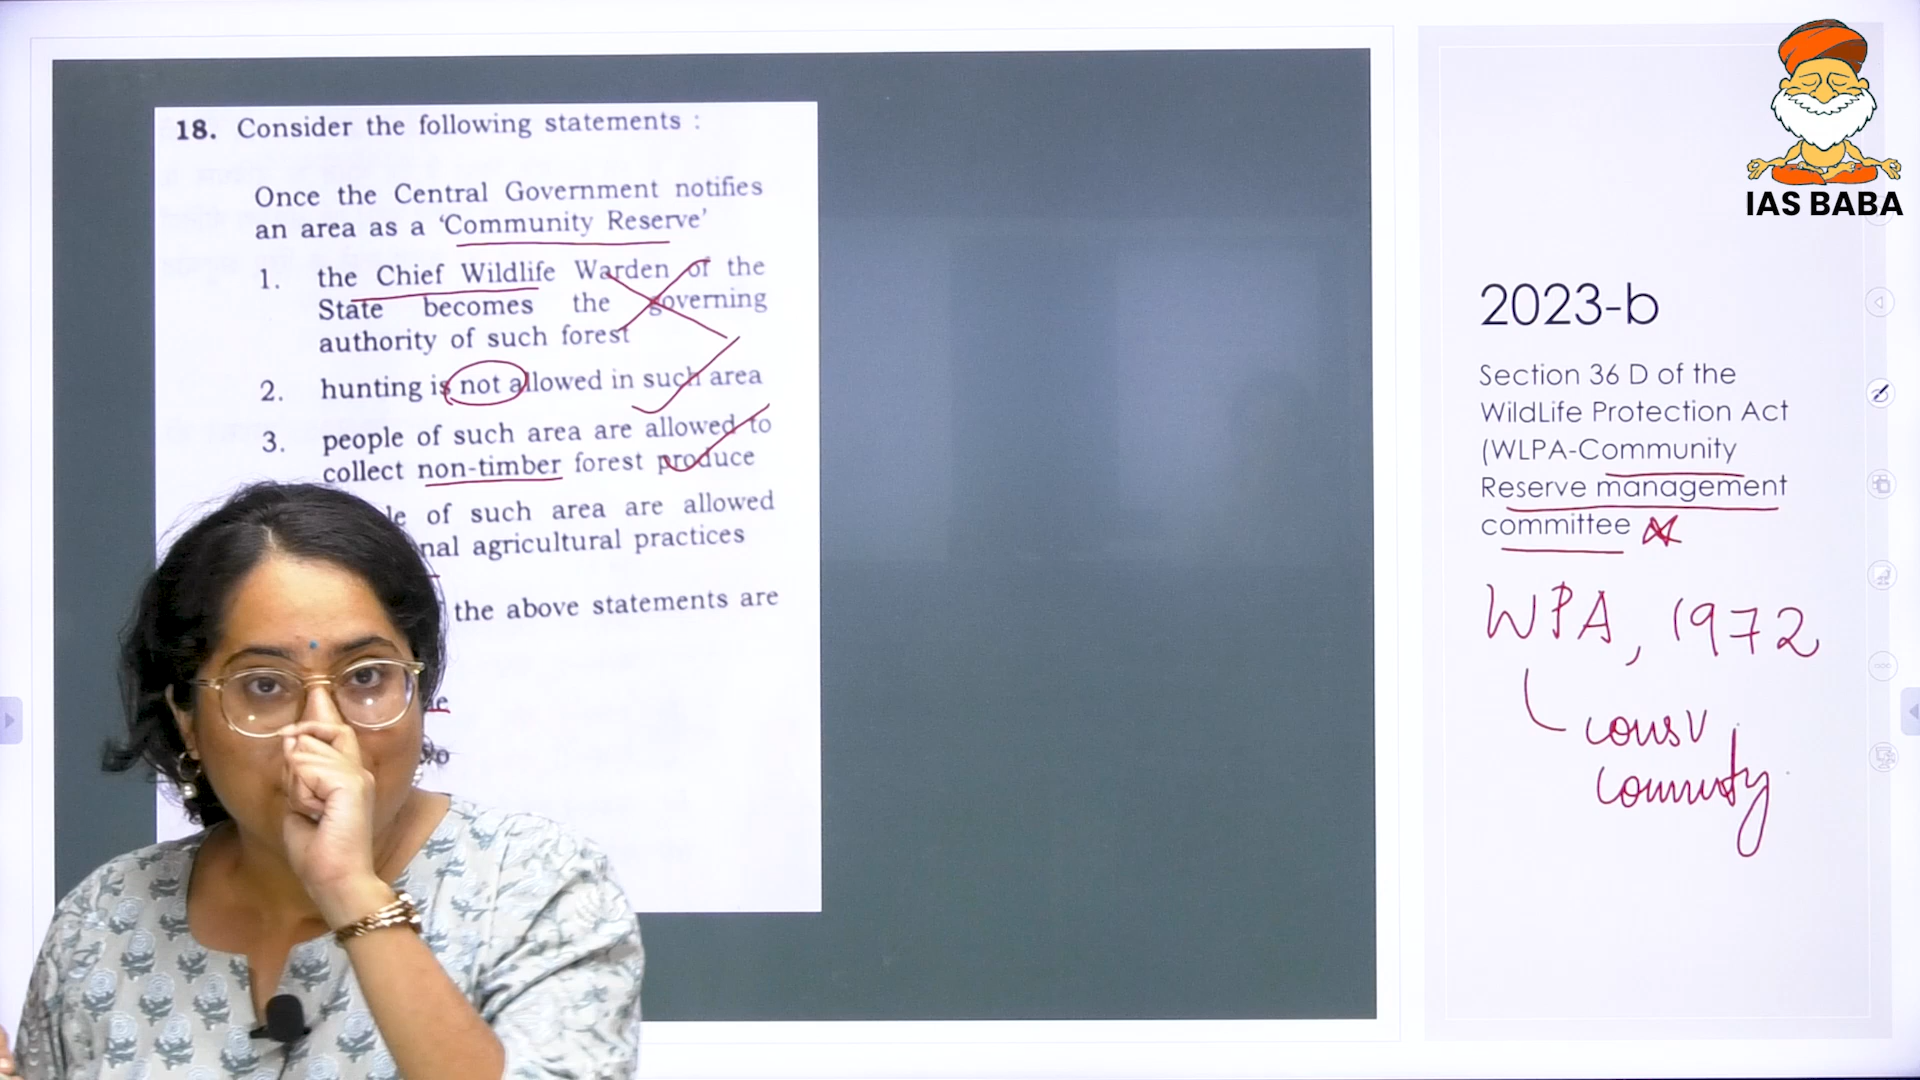 18. Consider the following statements :
Once the Central Government notifies
an area as a ‘Community Reserve’
1. the Chief Wildlife Warden of the
State becomes the governing
authority of such forest
2. hunting is not allowed in such area
3. people of such area are allowed to
collect non-timber forest produce
le of such area are allowed
nal agricultural practices
the above statements are
IAS BABA
2023-b
Section 36 D of the
WildLife Protection Act
(WLPA-Community
Reserve management
committee
WPA, 1972
consv